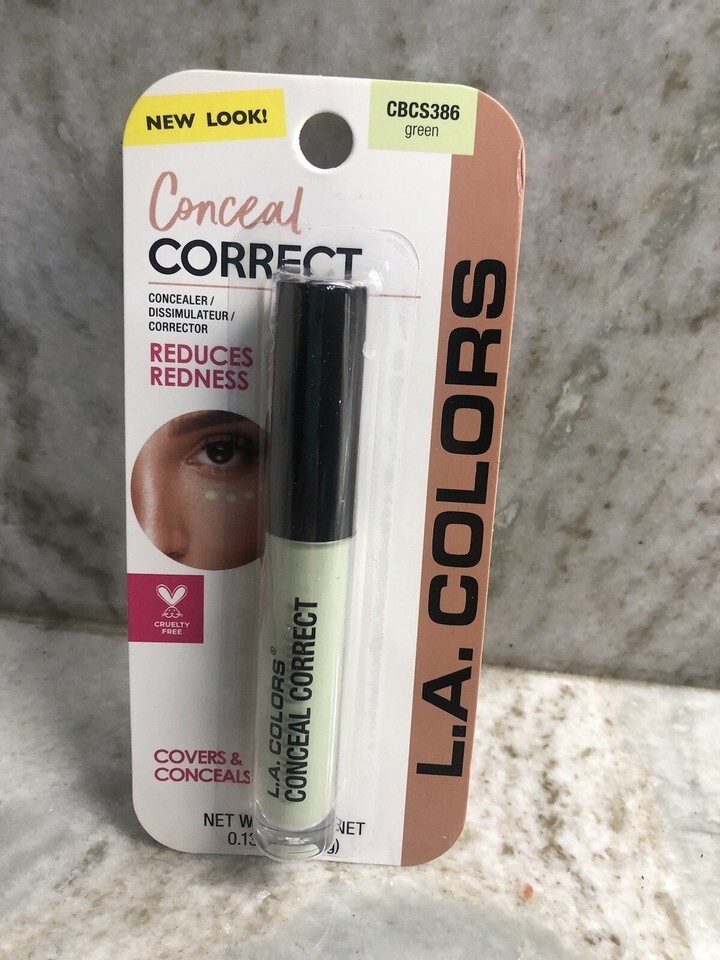 NEW LOOK!
CBCS386
green
Conceal
CORRECT
CONCEALER /
DISSIMULATEUR /
CORRECTOR
REDUCES
REDNESS
CRUELTY
FREE
COVERS &
CONCEALS
NET
L.A. COLORS®
CONCEAL CORRECT
L.A. COLORS